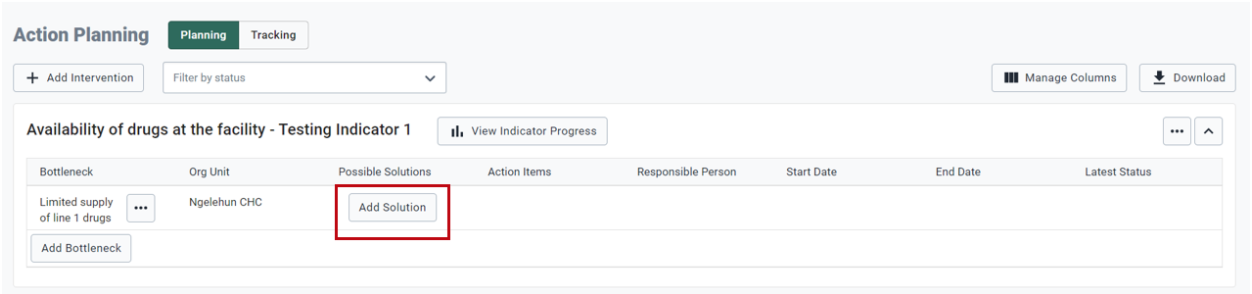 Action Planning Planning Tracking
Add Intervention Filter by status Manage Columns Download
Availability of drugs at the facility - Testing Indicator 1 View Indicator Progress
Bottleneck Org Unit Possible Solutions Action Items Responsible Person Start Date End Date Latest Status
Limited supply Ngelehun CHC Add Solution
of line 1 drugs
Add Bottleneck